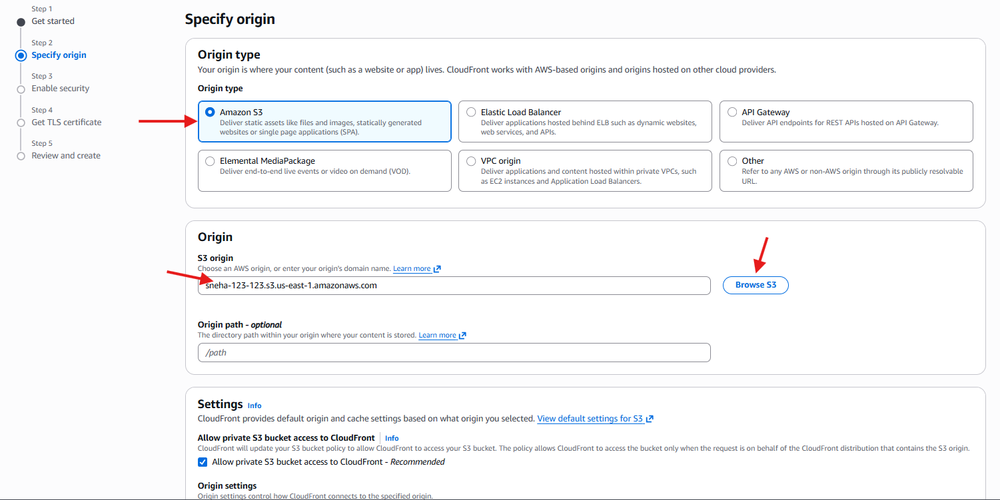 Step 1
Get started
Step 2
Specify origin
Step 3
Enable security
Step 4
Get TLS certificate
Step 5
Review and create
Specify origin
Origin type
Your origin is where your content (such as a website or app) lives. CloudFront works with AWS-based origins and origins hosted on other cloud providers.
Origin type
Amazon S3
Deliver static assets like files and images, statically generated
websites or single page applications (SPA).
Elastic Load Balancer
Deliver applications hosted behind ELB such as dynamic websites,
web services, and APIs.
API Gateway
Deliver API endpoints for REST APIs hosted on API Gateway.
Elemental MediaPackage
Deliver end-to-end live events or video on demand (VOD).
VPC origin
Deliver applications and content hosted within private VPCs, such
as EC2 instances and Application Load Balancers.
Other
Refer to any AWS or non-AWS origin through its publicly resolvable
URL.
Origin
S3 origin
Choose an AWS origin, or enter your origin's domain name. Learn more
sneha-123-123.s3.us-east-1.amazonaws.com
Browse S3
Origin path - optional
The directory path within your origin where your content is stored. Learn more
/path
Settings Info
CloudFront provides default origin and cache settings based on what origin you selected. View default settings for S3
Allow private S3 bucket access to CloudFront Info
CloudFront will update your S3 bucket policy to allow CloudFront to access your S3 bucket. The policy allows CloudFront to access the bucket only when the request is on behalf of the CloudFront distribution that contains the S3 origin.
Allow private S3 bucket access to CloudFront - Recommended
Origin settings
Origin settings control how CloudFront connects to the specified origin.